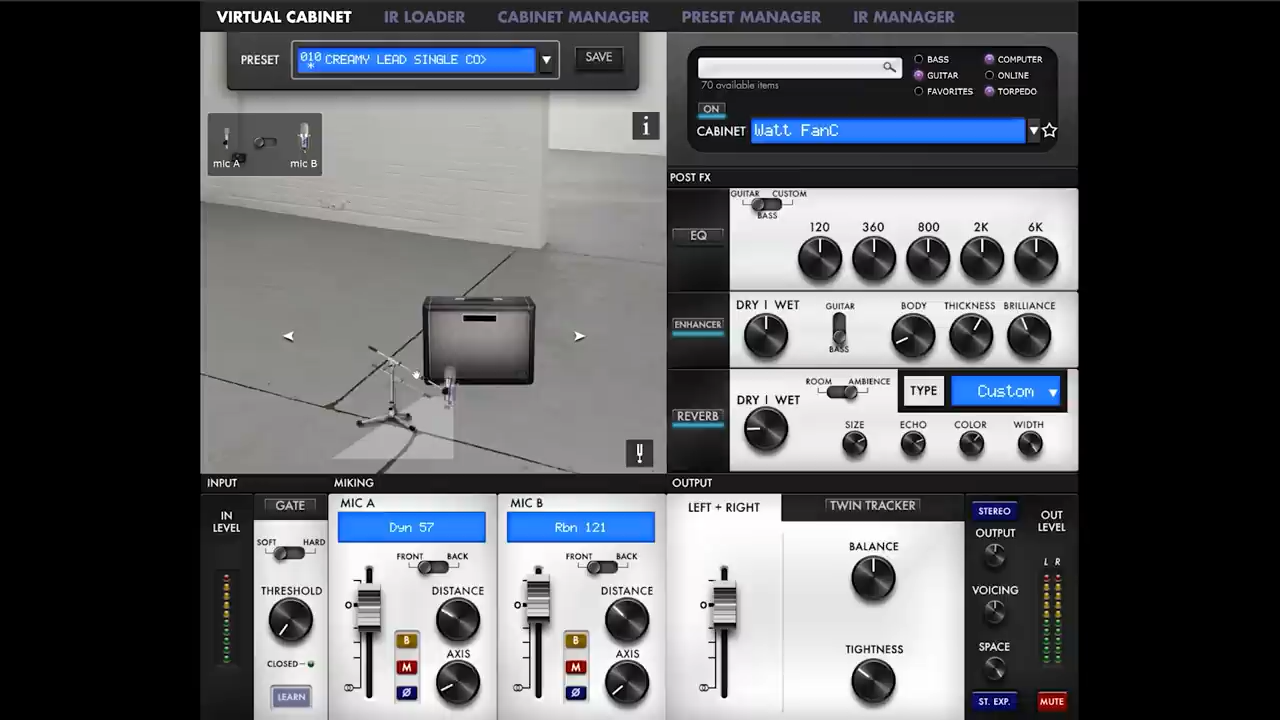 VIRTUAL CABINET
IR LOADER
CABINET MANAGER
PRESET MANAGER
IR MANAGER
PRESET
010 CREAMY LEAD SINGLE CO>
*
SAVE
mic A
mic B
i
70 available items
BASS
GUITAR
FAVORITES
COMPUTER
ONLINE
TORPEDO
ON
CABINET
Watt FanC
POST FX
EQ
GUITAR
CUSTOM
BASS
120
360
800
2K
6K
ENHANCER
DRY | WET
GUITAR
BASS
BODY
THICKNESS
BRILLIANCE
REVERB
DRY | WET
ROOM
AMBIENCE
TYPE
Custom
SIZE
ECHO
COLOR
WIDTH
INPUT
IN
LEVEL
GATE
SOFT
HARD
THRESHOLD
CLOSED
LEARN
MIKING
MIC A
Dyn 57
FRONT
BACK
0
∞
DISTANCE
AXIS
B
M
Ø
MIC B
Rbn 121
FRONT
BACK
0
∞
DISTANCE
AXIS
B
M
Ø
OUTPUT
LEFT + RIGHT
0
∞
TWIN TRACKER
BALANCE
TIGHTNESS
STEREO
OUTPUT
VOICING
SPACE
ST. EXP.
OUT
LEVEL
L R
MUTE